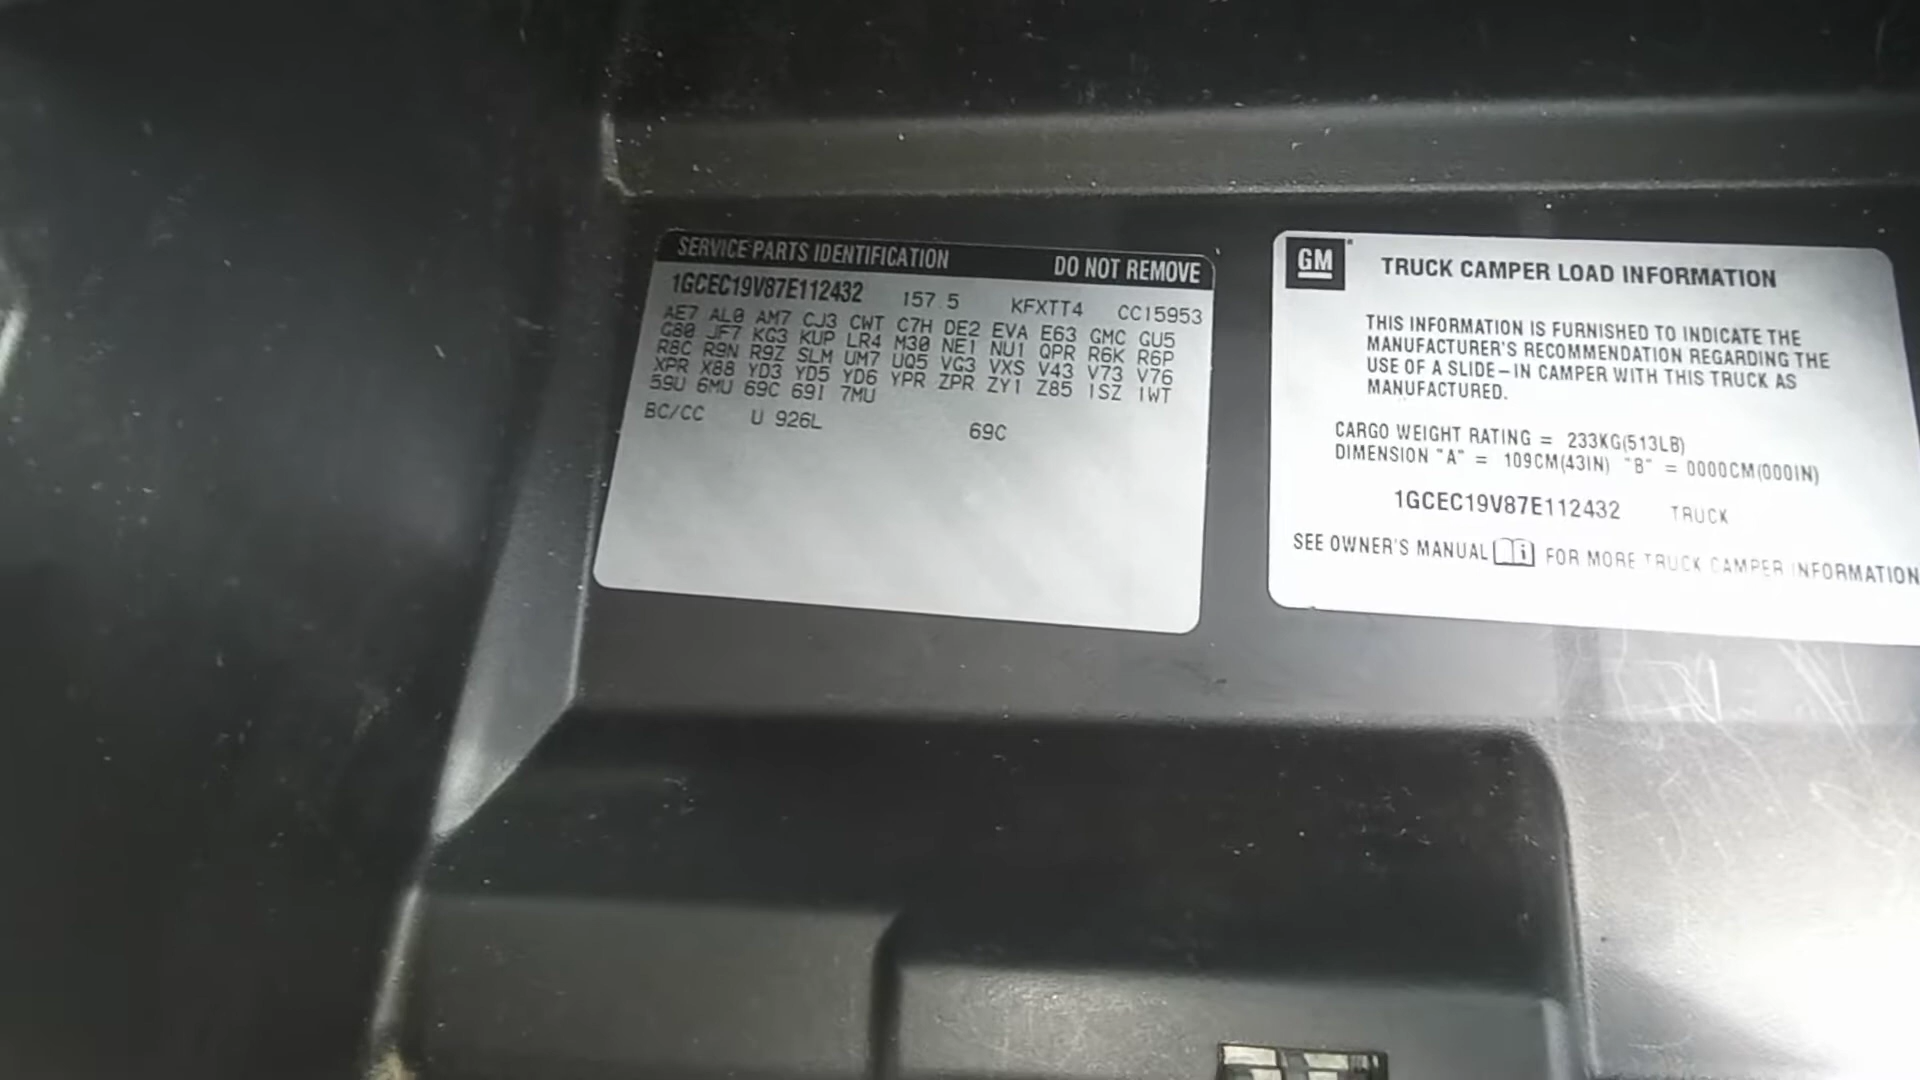 SERVICE PARTS IDENTIFICATION DO NOT REMOVE
1GCEC19V87E112432 157 5 KFXTT4 CC15953
AE7 AL0 AM7 CJ3 CWT C7H DE2 EVA E63 GMC GU5
G80 JF7 KG3 KUP LR4 M30 NE1 NU1 QPR R6K R6P
R8C R9N R9Z SLM UM7 UQ5 VG3 VXS V43 V73 V76
XPR X88 YD3 YD5 YD6 YPR ZPR ZY1 Z85 1SZ 1WT
59U 6MU 69C 69I 7MU
BC/CC U 926L 69C
GM
TRUCK CAMPER LOAD INFORMATION
THIS INFORMATION IS FURNISHED TO INDICATE THE
MANUFACTURER'S RECOMMENDATION REGARDING THE
USE OF A SLIDE-IN CAMPER WITH THIS TRUCK AS
MANUFACTURED.
CARGO WEIGHT RATING = 233KG(513LB)
DIMENSION "A" = 109CM(43IN) "B" = 0000CM(000IN)
1GCEC19V87E112432 TRUCK
SEE OWNER'S MANUAL i FOR MORE TRUCK CAMPER INFORMATION